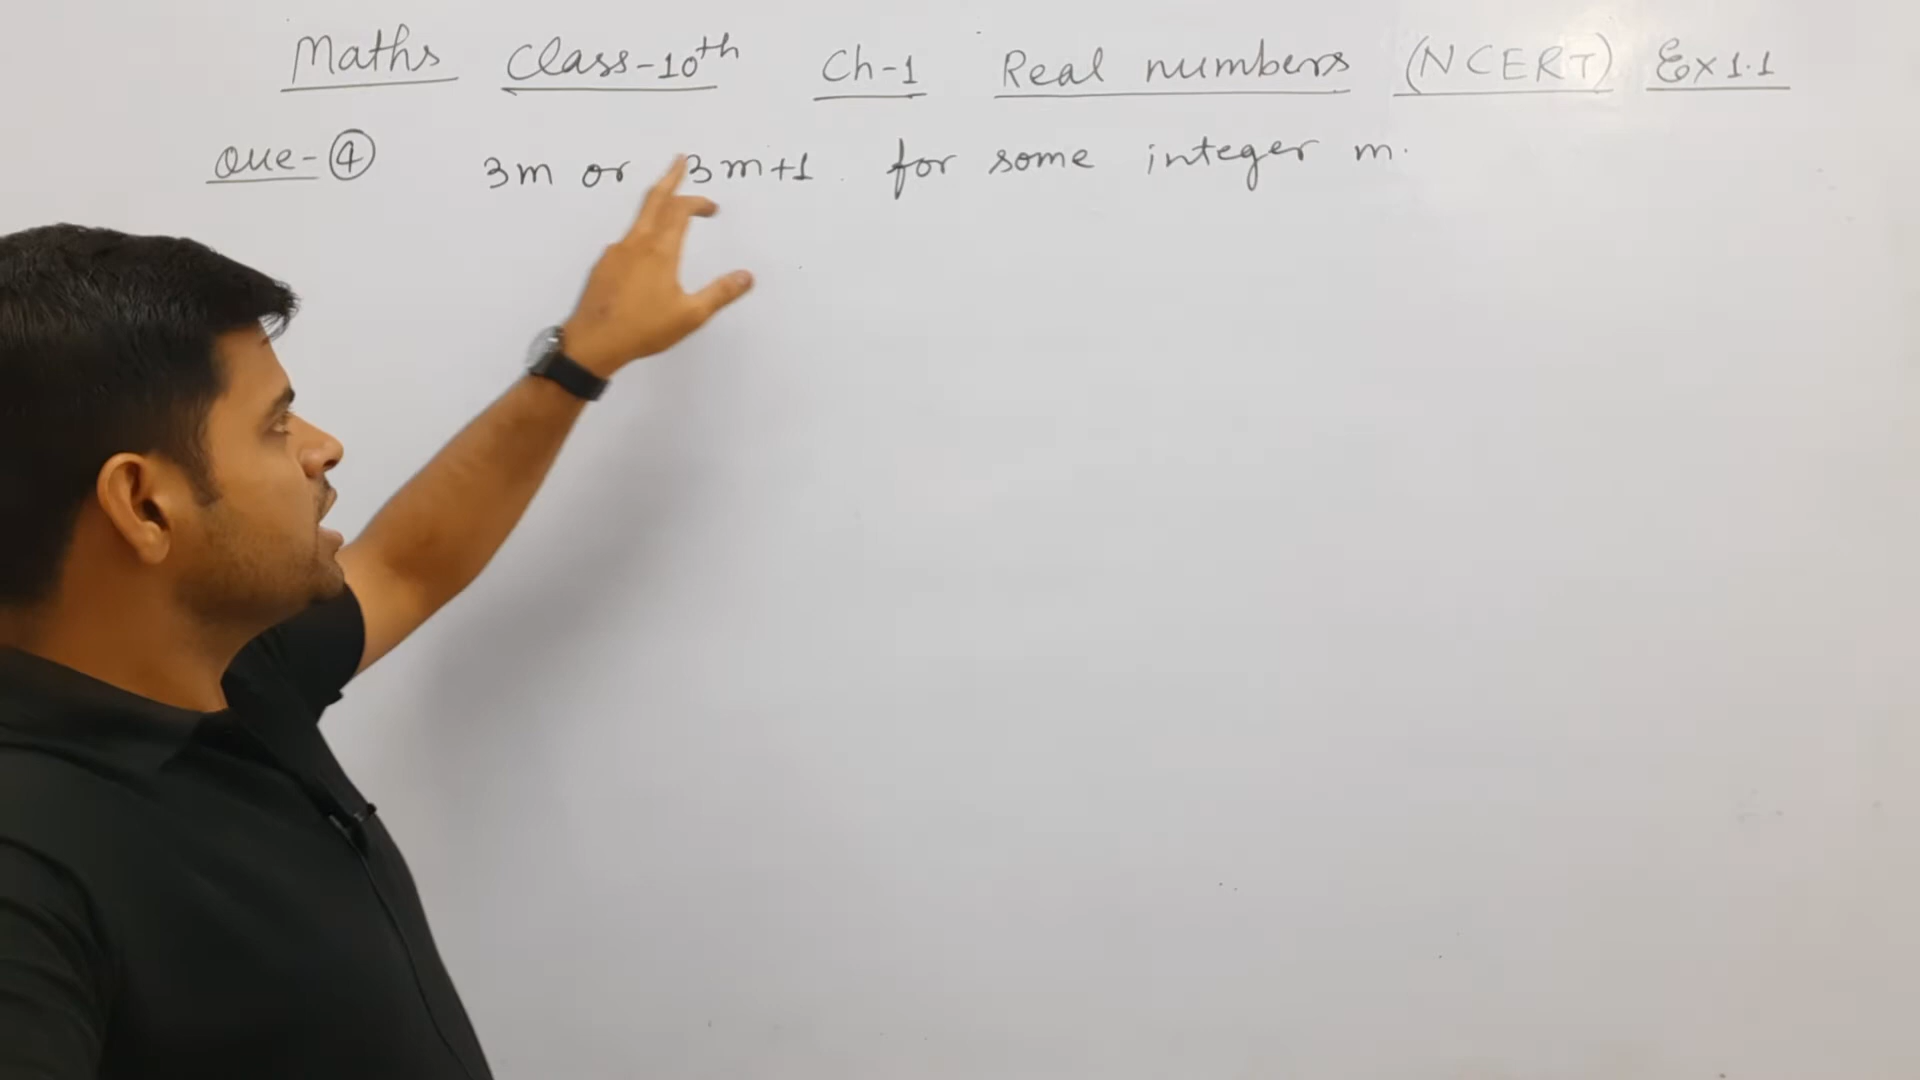 Maths Class-10th Ch-1 Real numbers (NCERT) Ex 1.1
Que-④ 3m or 3m+1 for some integer m.